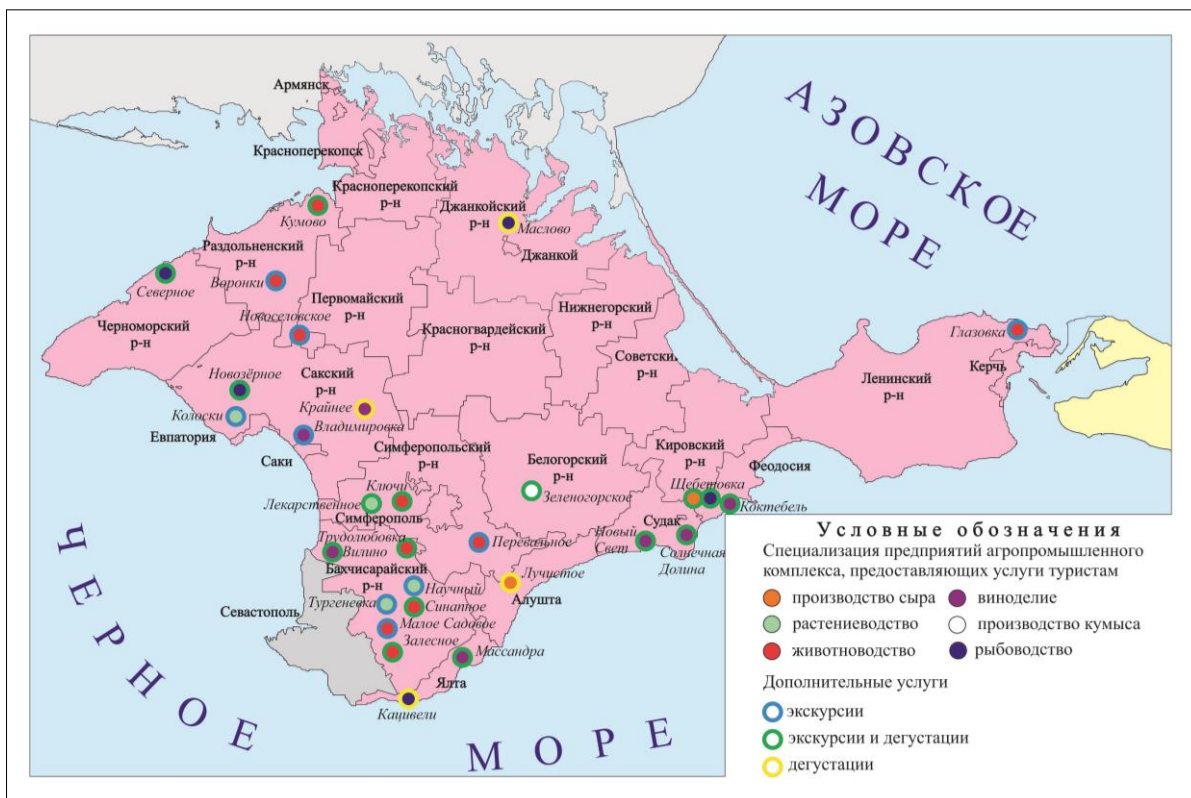 АЗОВСКОЕ
МОРЕ
Армянск
Красноперекопск
Красноперекопский
р-н
Джанкойский
р-н
Кумово
Маслово
Джанкой
Раздольненский
р-н
Воронки
Северное
Первомайский
р-н
Новоселовское
Нижнегорский
р-н
Черноморский
р-н
Красногвардейский
р-н
Советский
Глазовка
Керчь
Ленинский
р-н
Сакский
р-н
Новозёрное
Колоски
Крайнее
Владимировка
Евпатория
Саки
Симферопольский
р-н
Белогорский
р-н
Кировский
р-н
Феодосия
Ключи
Щебетовка
Зеленогорское
Лекарственное
Коктебель
Симферополь
Судак
Новый
Свет
Солнечная
Долина
Трудолюбовка
Вилино
Перевальное
Бахчисарайский
р-н
Лучистое
Алушта
Научный
Тургеневка
Синапное
Севастополь
Малое Садовое
Залесное
Массандра
Ялта
Кацивели
ЧЕРНОЕ
МОРЕ
Условные обозначения
Специализация предприятий агропромышленного
комплекса, предоставляющих услуги туристам
производство сыра
виноделие
растениеводство
производство кумыса
животноводство
рыбоводство
Дополнительные услуги
экскурсии
экскурсии и дегустации
дегустации